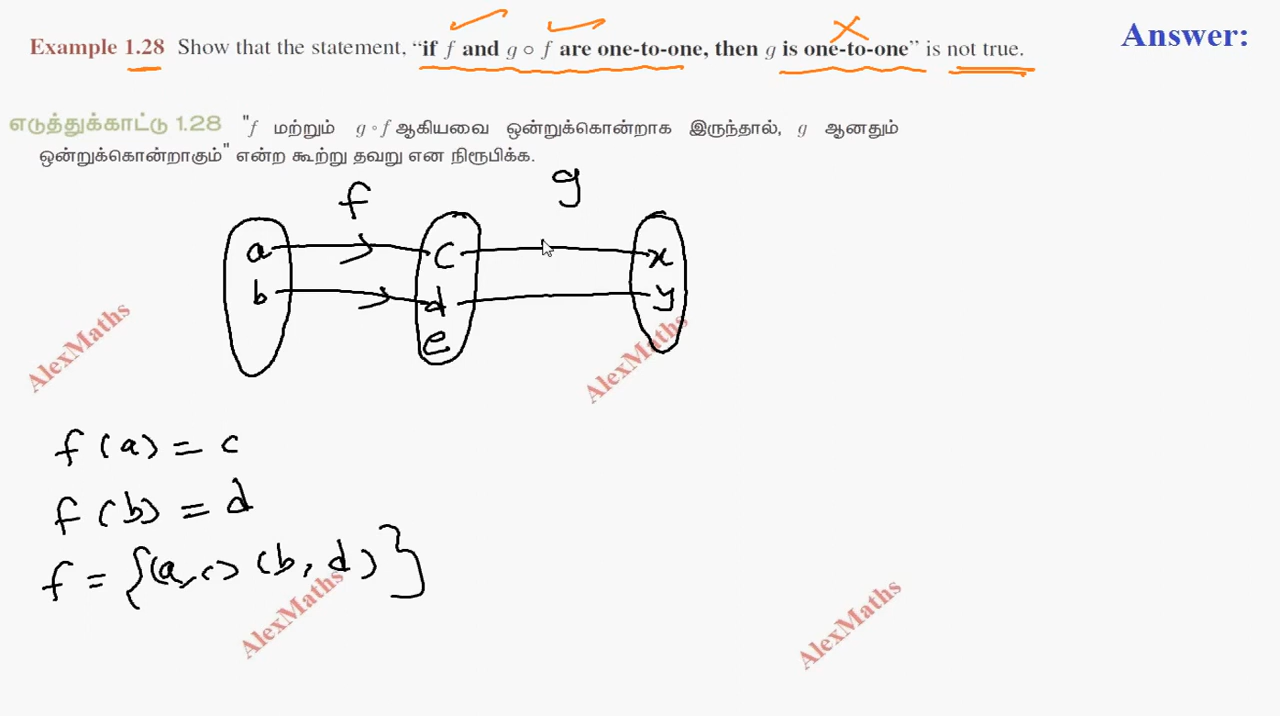 Example 1.28 Show that the statement, “if f and g ∘ f are one-to-one, then g is one-to-one” is not true.
Answer:
எடுத்துக்காட்டு 1.28 "f மற்றும் g∘f ஆகியவை ஒன்றுக்கொன்றாக இருந்தால், g ஆனதும்
ஒன்றுக்கொன்றாகும்" என்ற கூற்று தவறு என நிரூபிக்க.
f g
a c x
b d y
e
AlexMaths AlexMaths
f(a) = c
f(b) = d
f = {(a,c) (b,d)}
AlexMaths AlexMaths